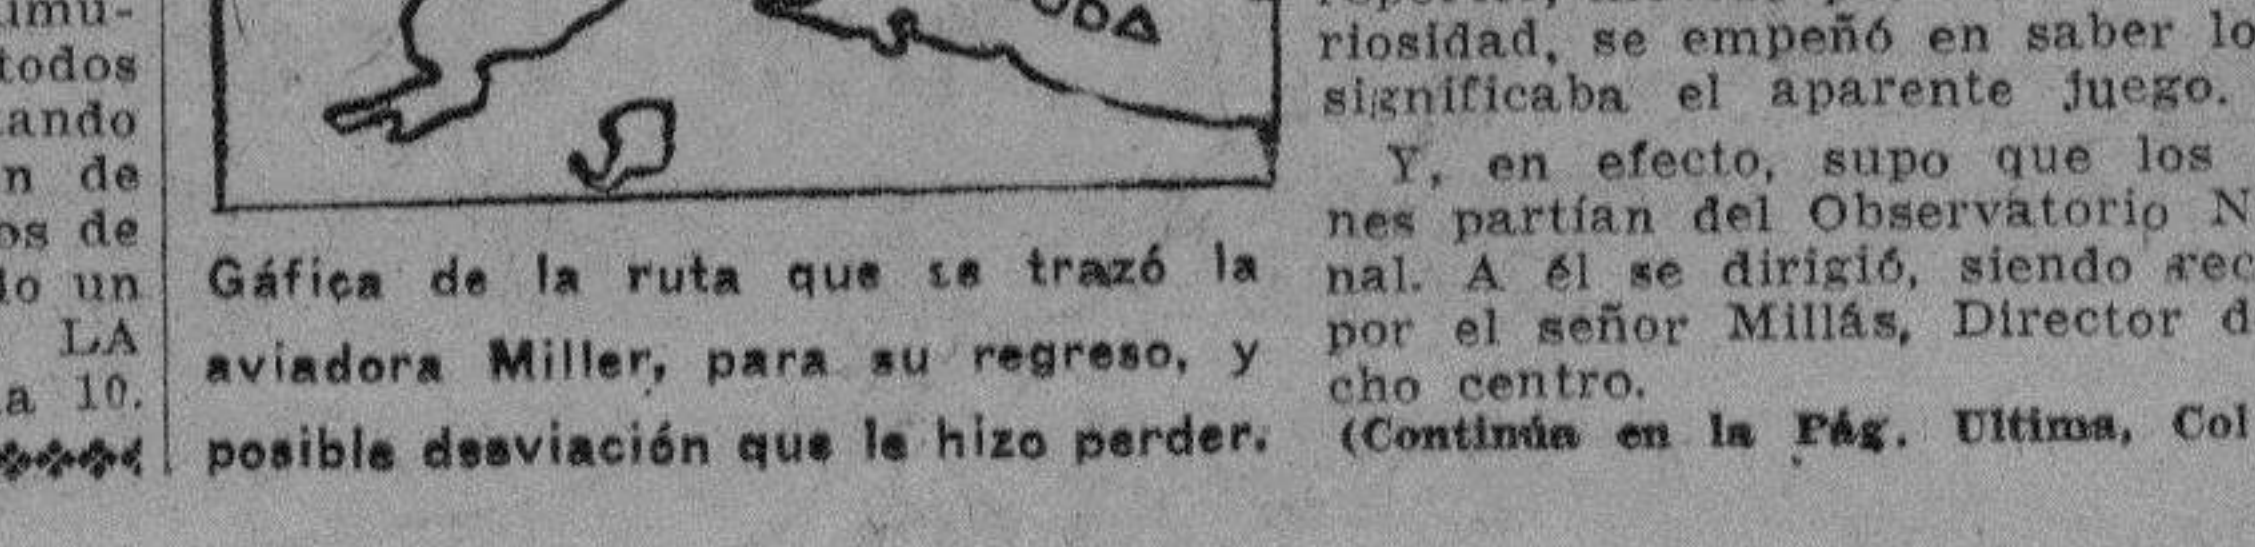 todos
ando
n de
os de
do un
LA
a 10.
UDA
Gáfica de la ruta que se trazó la
aviadora Miller, para su regreso, y
posible desviación que le hizo perder.
riosidad, se empeñó en saber lo
significaba el aparente juego.
Y, en efecto, supo que los
nes partían del Observatorio N
nal. A él se dirigió, siendo rec
por el señor Millás, Director d
cho centro.
(Continúa en la Pág. Ultima, Col